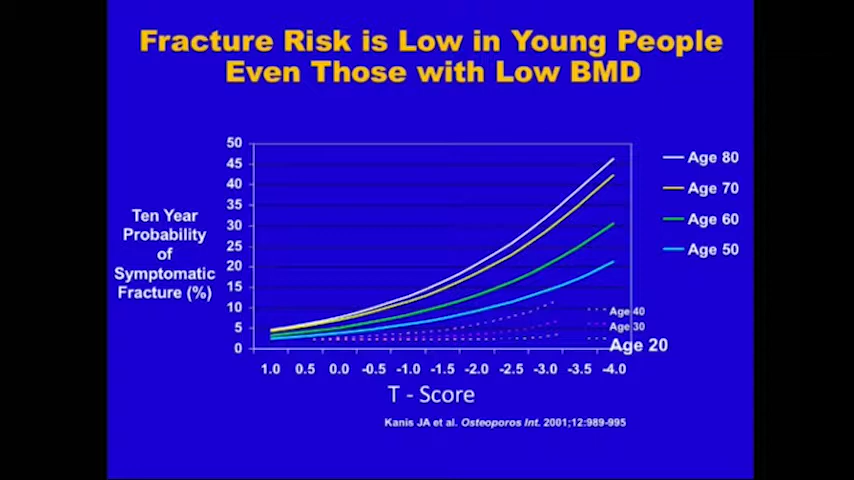 Fracture Risk is Low in Young People
Even Those with Low BMD
50
45
40
35
30
25
20
15
10
5
0
Ten Year
Probability
of
Symptomatic
Fracture (%)
Age 80
Age 70
Age 60
Age 50
Age 40
Age 30
Age 20
1.0 0.5 0.0 -0.5 -1.0 -1.5 -2.0 -2.5 -3.0 -3.5 -4.0
T - Score
Kanis JA et al. Osteoporos Int. 2001;12:989-995